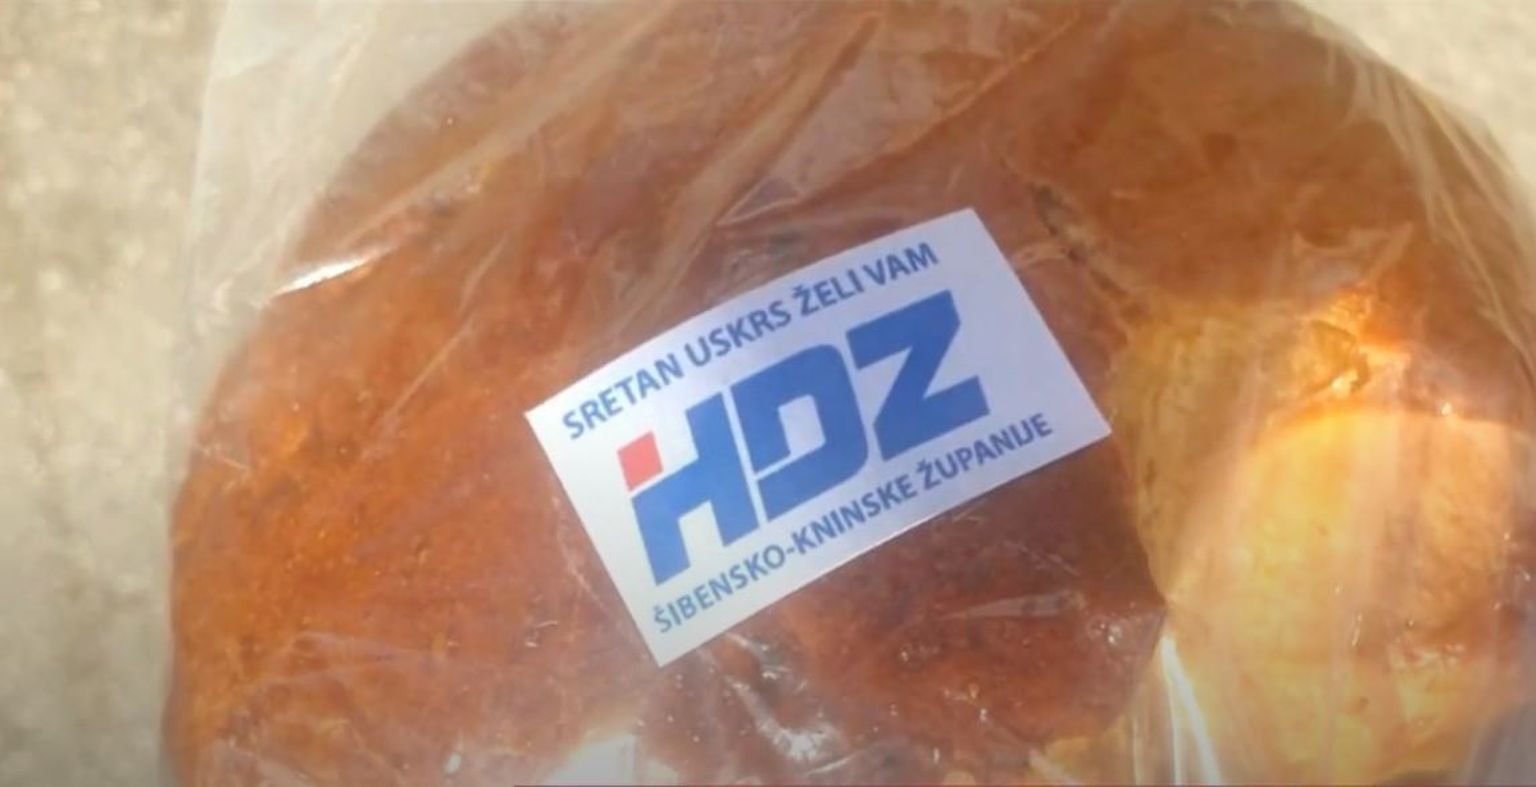 SRETAN USKRS ŽELI VAM
HDZ
ŠIBENSKO-KNINSKE ŽUPANIJE